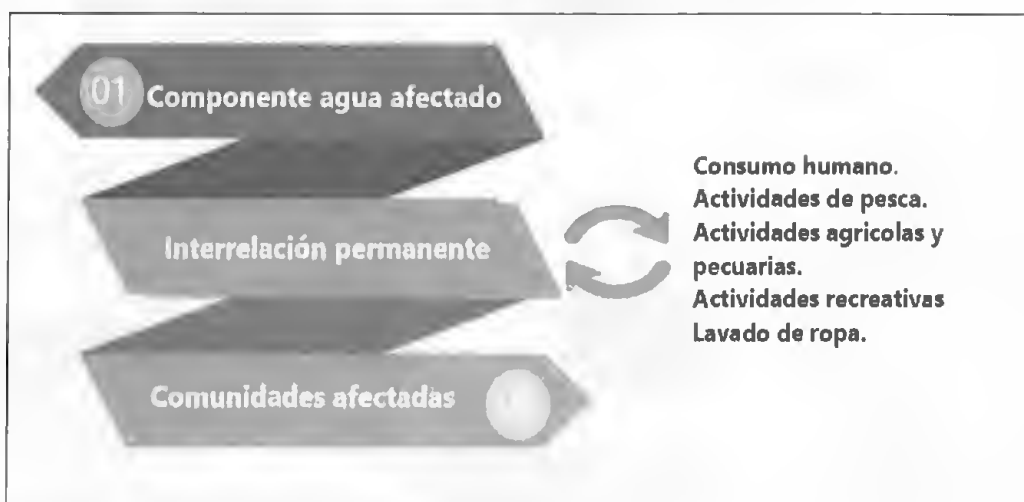 01 Componente agua afectado
Interrelación permanente
Consumo humano.
Actividades de pesca.
Actividades agricolas y
pecuarias.
Actividades recreativas
Lavado de ropa.
Comunidades afectadas